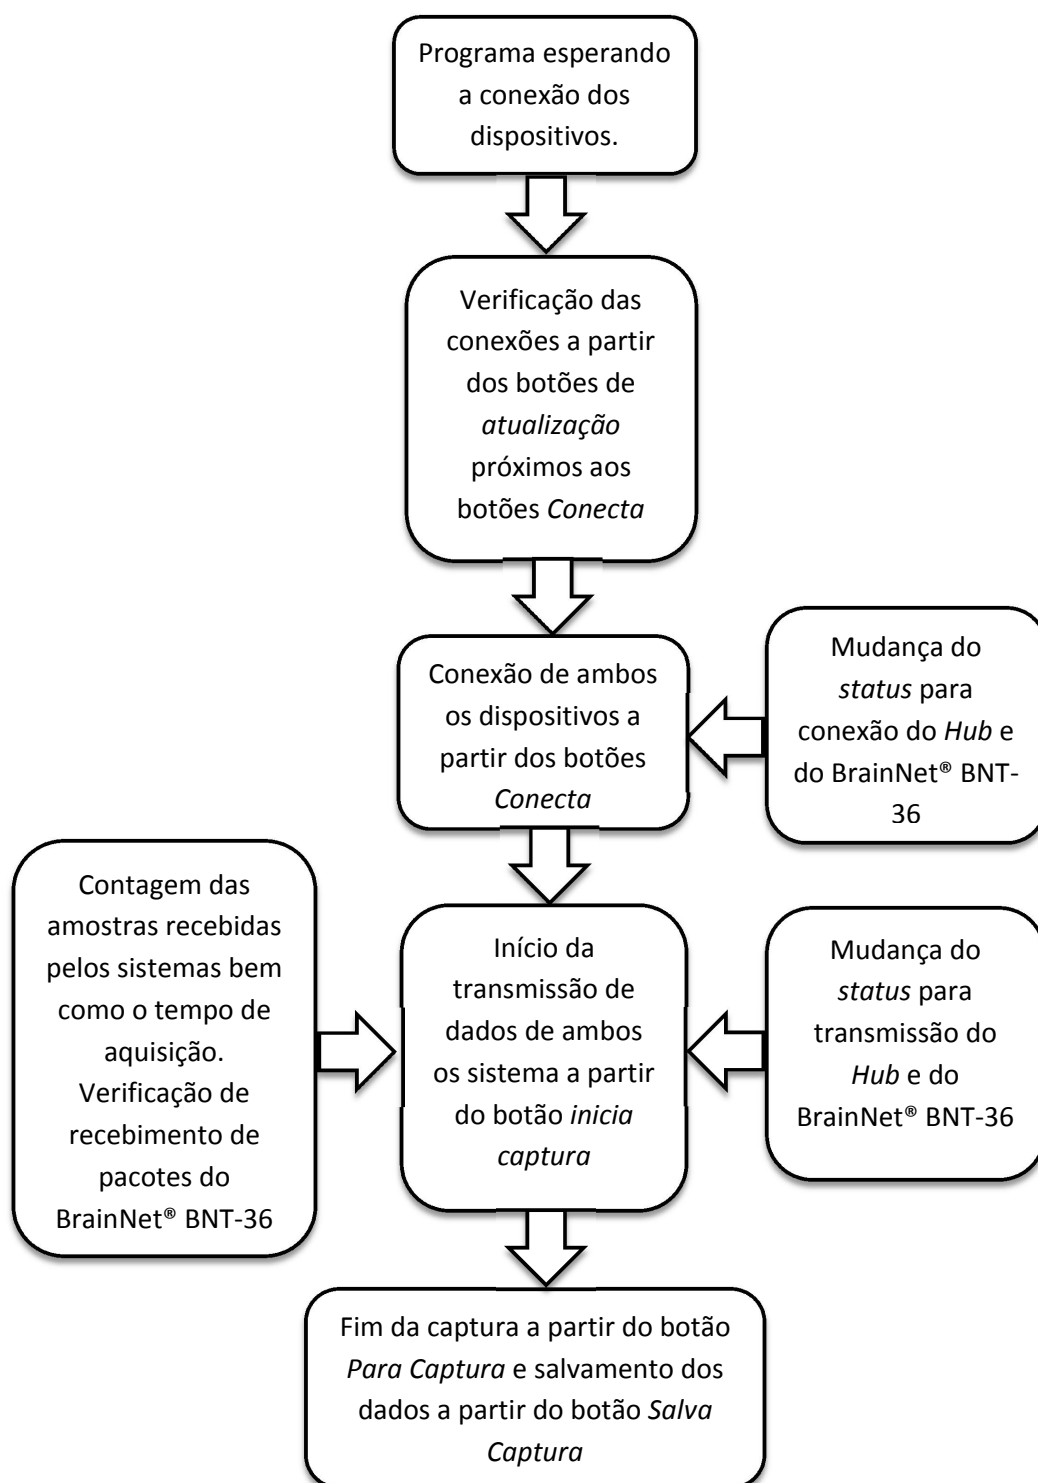 Programa esperando
a conexão dos
dispositivos.
Verificação das
conexões a partir
dos botões de
atualização
próximos aos
botões Conecta
Conexão de ambos
os dispositivos a
partir dos botões
Conecta
Mudança do
status para
conexão do Hub e
do BrainNet® BNT-
36
Contagem das
amostras recebidas
pelos sistemas bem
como o tempo de
aquisição.
Verificação de
recebimento de
pacotes do
BrainNet® BNT-36
Início da
transmissão de
dados de ambos
os sistema a partir
do botão inicia
captura
Mudança do
status para
transmissão do
Hub e do
BrainNet® BNT-36
Fim da captura a partir do botão
Para Captura e salvamento dos
dados a partir do botão Salva
Captura